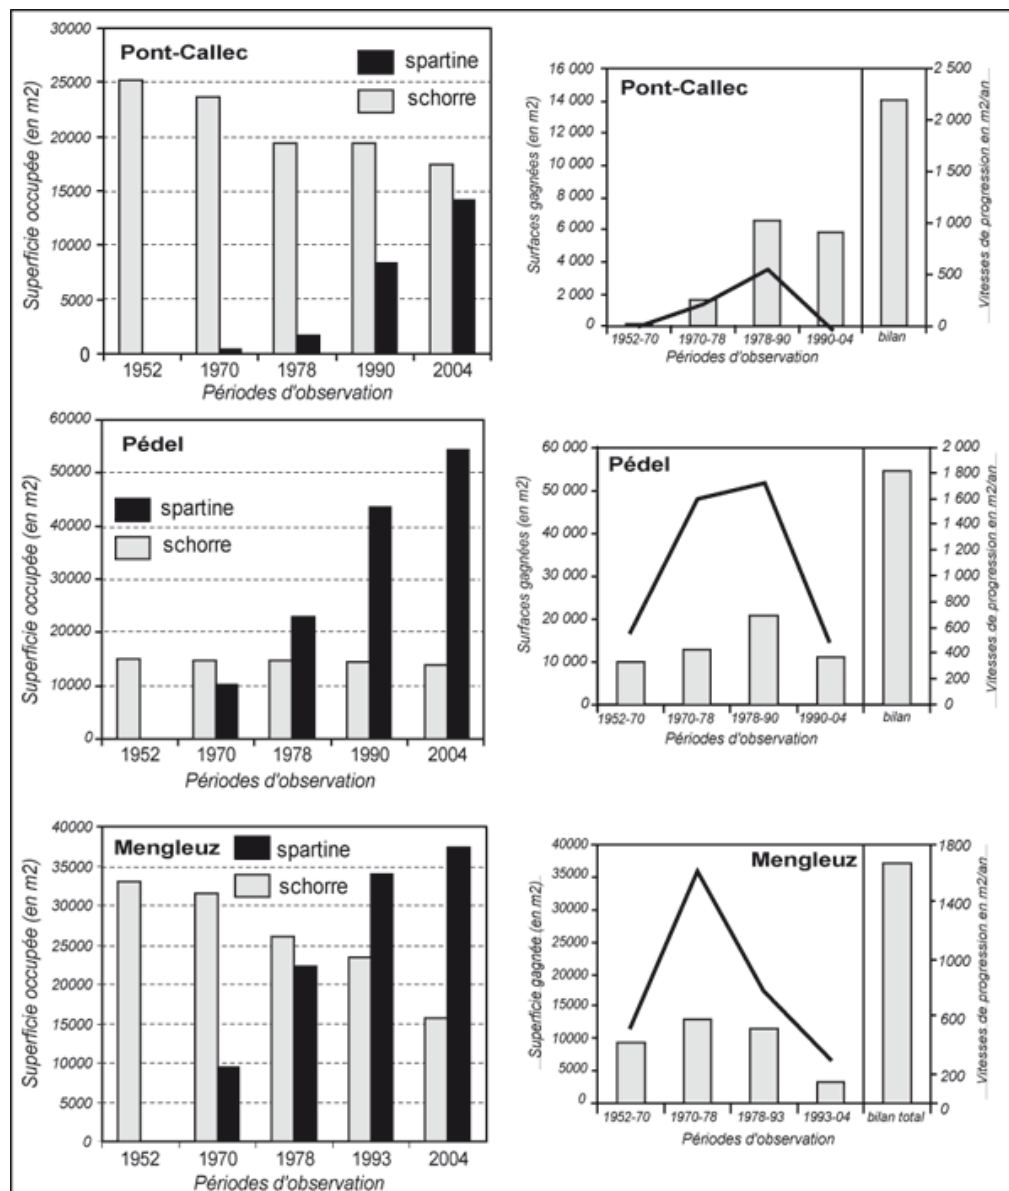 Pont-Callec
spartine
schorre
Superficie occupée (en m2)
30000
25000
20000
15000
10000
5000
0
1952 1970 1978 1990 2004
Périodes d'observation
Pont-Callec
Surfaces gagnées (en m2)
16 000
14 000
12 000
10 000
8 000
6 000
4 000
2 000
0
2 500
2 000
1 500
1 000
500
0
Vitesses de progression en m2/an
1952-70 1970-78 1978-90 1990-04 bilan
Périodes d'observation
Pédel
spartine
schorre
Superficie occupée (en m2)
60000
50000
40000
30000
20000
10000
0
1952 1970 1978 1990 2004
Périodes d'observation
Pédel
Surfaces gagnées (en m2)
60 000
50 000
40 000
30 000
20 000
10 000
0
2 000
1 800
1 600
1 400
1 200
1 000
800
600
400
200
0
Vitesses de progression en m2/an
1952-70 1970-78 1978-90 1990-04 bilan
Périodes d'observation
Mengleuz
spartine
schorre
Superficie occupée (en m2)
40000
35000
30000
25000
20000
15000
10000
5000
0
1952 1970 1978 1993 2004
Périodes d'observation
Mengleuz
Superficie gagnée (en m2)
40000
35000
30000
25000
20000
15000
10000
5000
0
1800
1400
1000
600
200
0
Vitesses de progression en m2/an
1952-70 1970-78 1978-93 1993-04 bilan total
Périodes d'observation